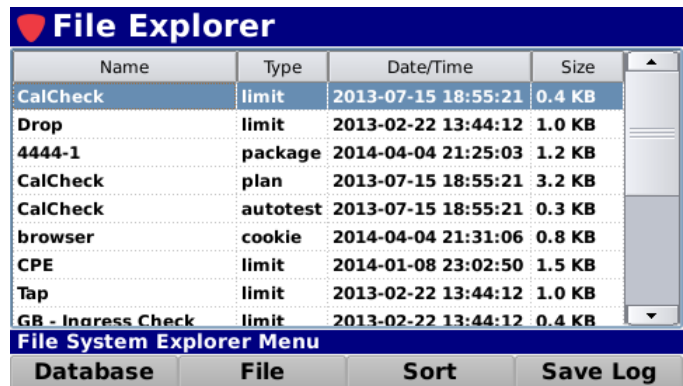 File Explorer
Name Type Date/Time Size
CalCheck limit 2013-07-15 18:55:21 0.4 KB
Drop limit 2013-02-22 13:44:12 1.0 KB
4444-1 package 2014-04-04 21:25:03 1.2 KB
CalCheck plan 2013-07-15 18:55:21 3.2 KB
CalCheck autotest 2013-07-15 18:55:21 0.3 KB
browser cookie 2014-04-04 21:31:06 0.8 KB
CPE limit 2014-01-08 23:02:50 1.5 KB
Tap limit 2013-02-22 13:44:12 1.0 KB
GB - Ingress Check limit 2013-02-22 13:44:12 0.4 KB
File System Explorer Menu
Database File Sort Save Log